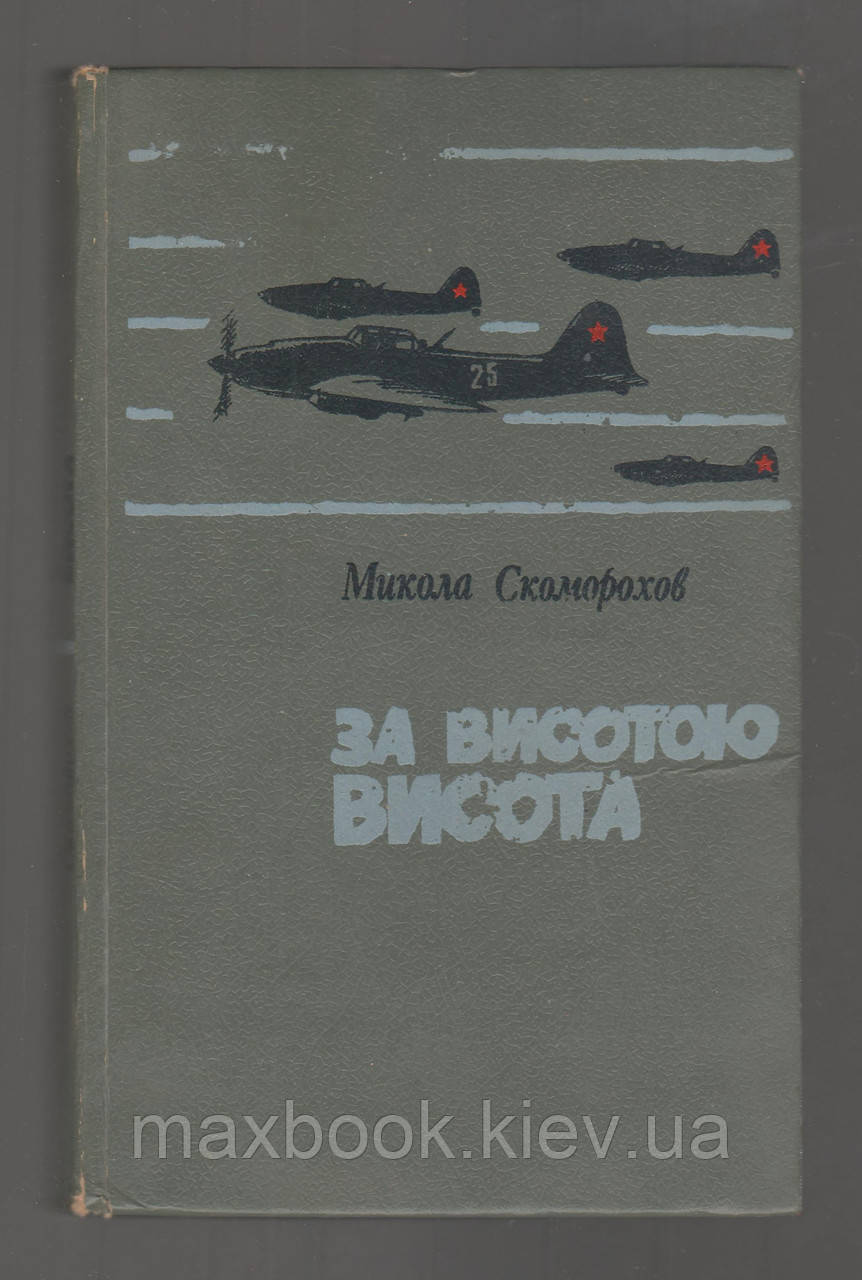 25
Микола Скоморохов
ЗА ВИСОТОЮ
ВИСОТА
maxbook.kiev.ua